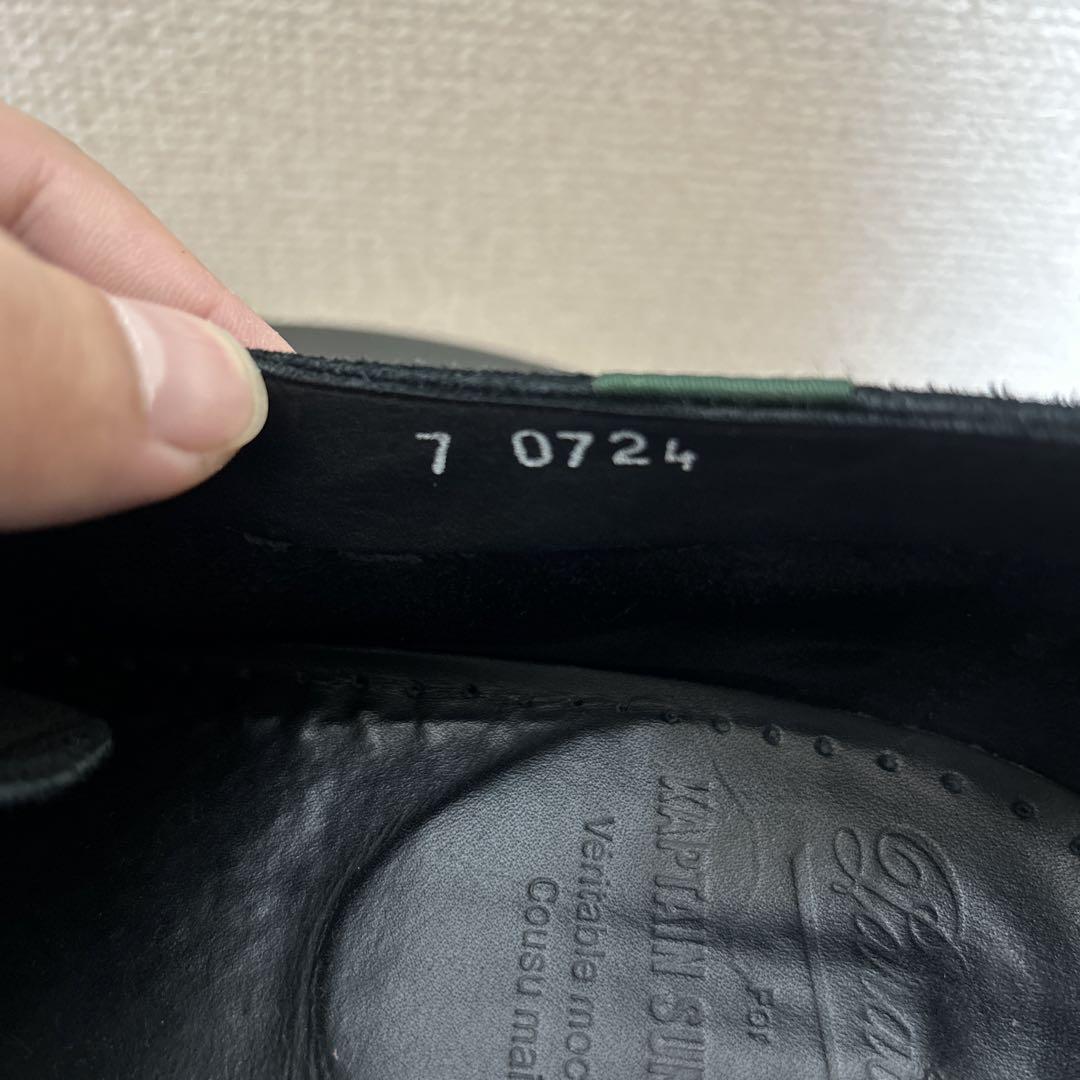 7 0724
For
KAPTAIN SUN
Véritable moc
Cousu mai